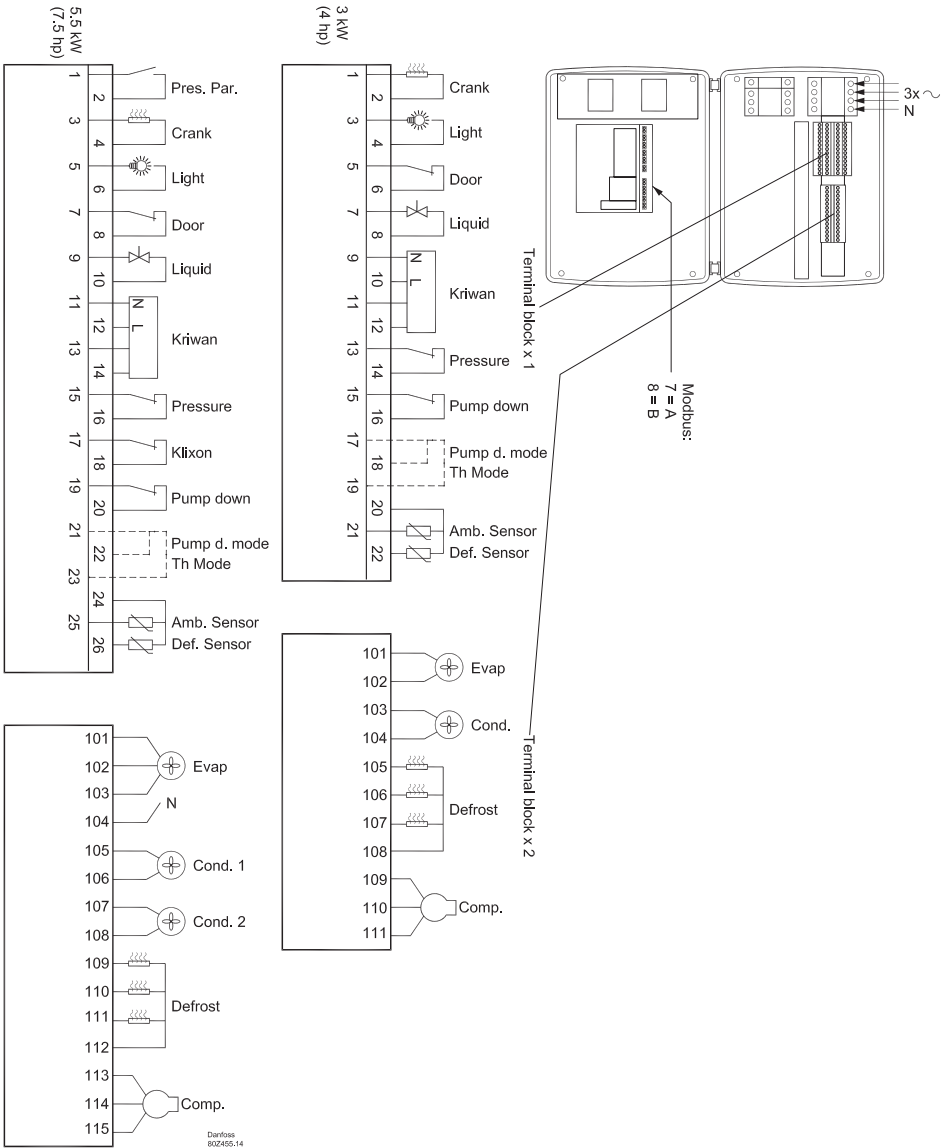 5.5 kW
(7.5 hp)
1
2
Pres. Par.
3
4
Crank
5
6
Light
7
8
Door
9
10
Liquid
11
12
13
14
N
L
Kriwan
15
16
Pressure
17
18
Klixon
19
20
Pump down
21
22
23
Pump d. mode
Th Mode
24
25
26
Amb. Sensor
Def. Sensor
101
102
103
Evap
104
N
105
106
Cond. 1
107
108
Cond. 2
109
110
111
112
Defrost
113
114
115
Comp.
3 kW
(4 hp)
1
2
Crank
3
4
Light
5
6
Door
7
8
Liquid
9
10
11
12
N
L
Kriwan
13
14
Pressure
15
16
Pump down
17
18
19
Pump d. mode
Th Mode
20
21
22
Amb. Sensor
Def. Sensor
101
102
Evap
103
104
Cond.
105
106
107
108
Defrost
109
110
111
Comp.
3x ~
N
Terminal block x 1
Modbus:
7 = A
8 = B
Terminal block x 2
Danfoss
80Z455.14